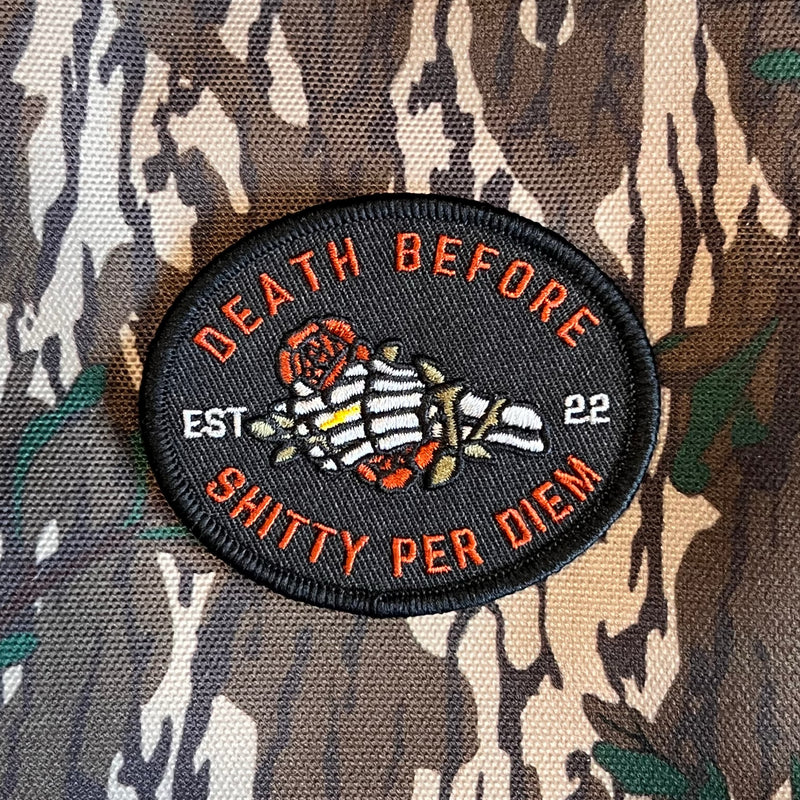 DEATH BEFORE
EST 22
SHITTY PER DIEM